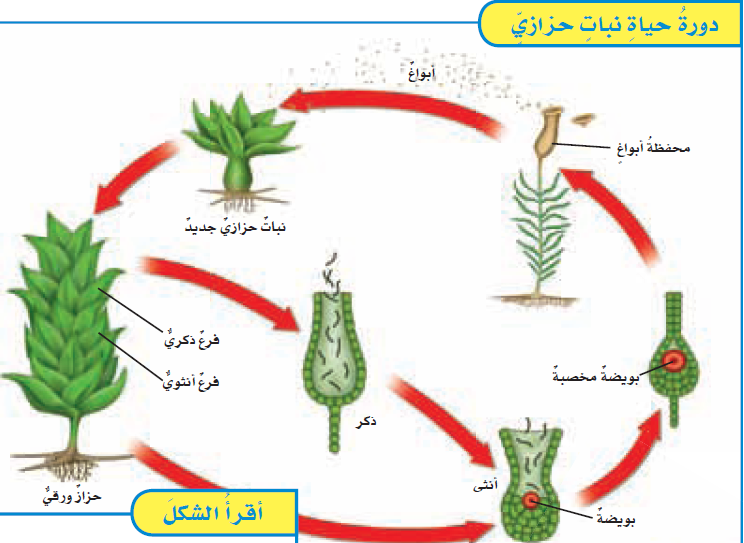 دورةُ حياةِ نباتٍ حزازيٍّ
أبواغٌ
محفظةُ أبواغٍ
نباتٌ حزازيٌّ جديدٌ
فرعٌ ذكريٌّ
فرعٌ أنثويٌّ
ذكر
بويضةٌ مخصبةٌ
أنثى
بويضةٌ
حزازٌ ورقيٌّ
أقرأُ الشكلَ